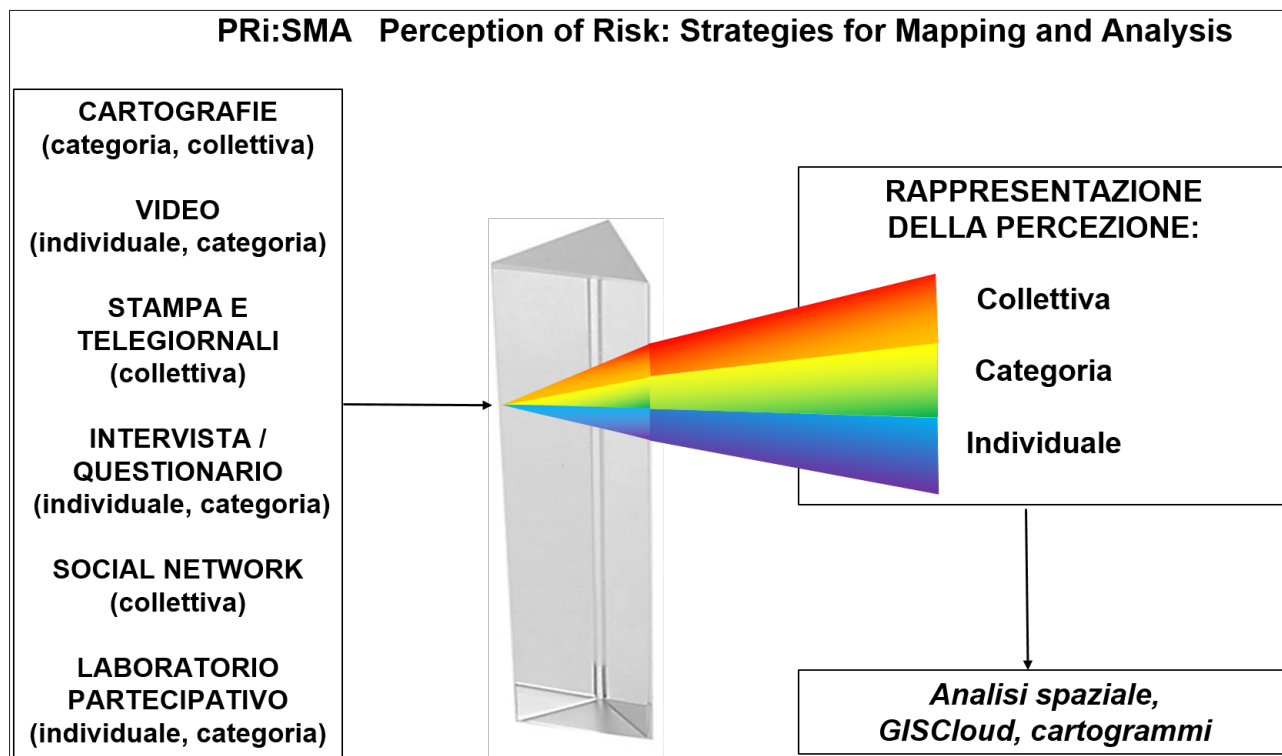 PRi:SMA   Perception of Risk: Strategies for Mapping and Analysis
CARTOGRAFIE
(categoria, collettiva)
VIDEO
(individuale, categoria)
STAMPA E
TELEGIORNALI
(collettiva)
INTERVISTA /
QUESTIONARIO
(individuale, categoria)
SOCIAL NETWORK
(collettiva)
LABORATORIO
PARTECIPATIVO
(individuale, categoria)
RAPPRESENTAZIONE
DELLA PERCEZIONE:
Collettiva
Categoria
Individuale
Analisi spaziale,
GISCloud, cartogrammi